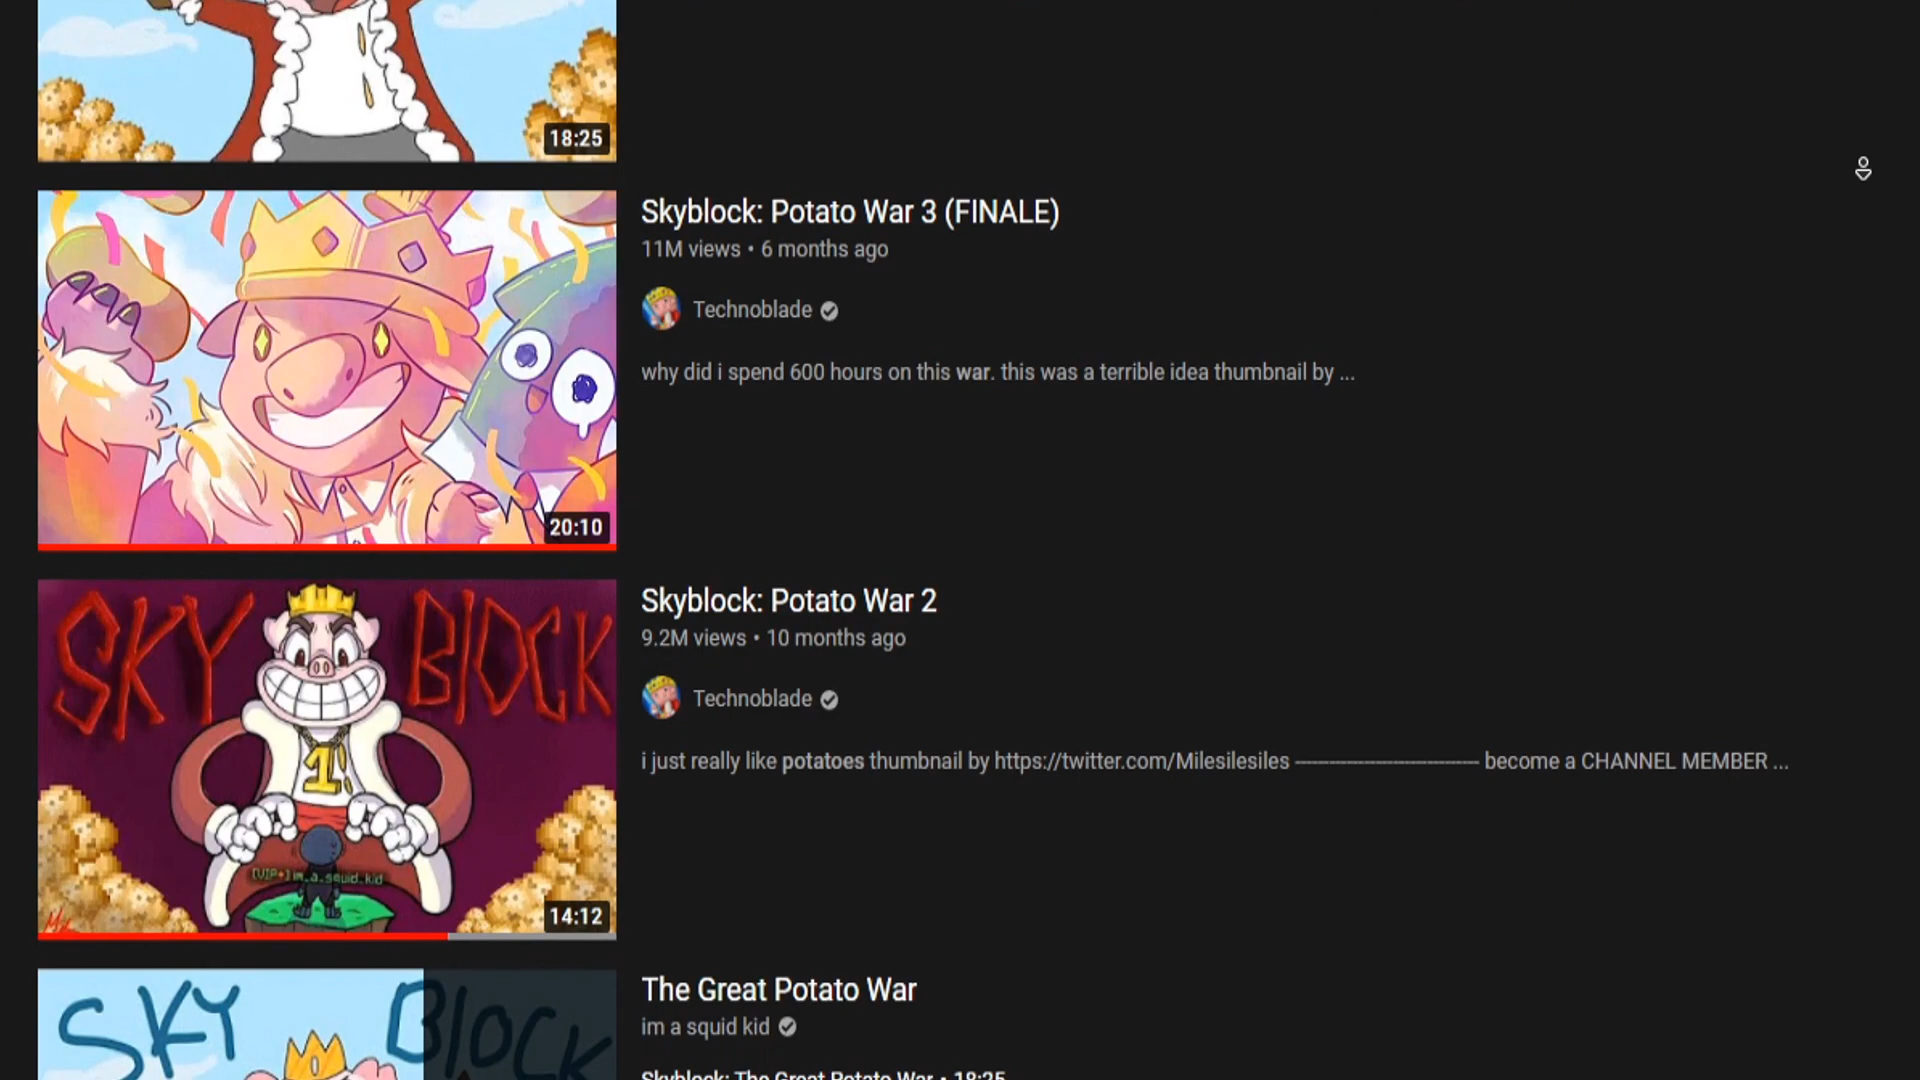 18:25
Skyblock: Potato War 3 (FINALE)
11M views • 6 months ago
Technoblade
why did i spend 600 hours on this war. this was a terrible idea thumbnail by ...
20:10
SKY BLOCK
1
[VIP+] im_a_squid_kid
14:12
Skyblock: Potato War 2
9.2M views • 10 months ago
Technoblade
i just really like potatoes thumbnail by https://twitter.com/Milesilesiles ------------------------------------ become a CHANNEL MEMBER ...
SKY BLOCK
The Great Potato War
im a squid kid
Skyblock: The Great Potato War • 18:25